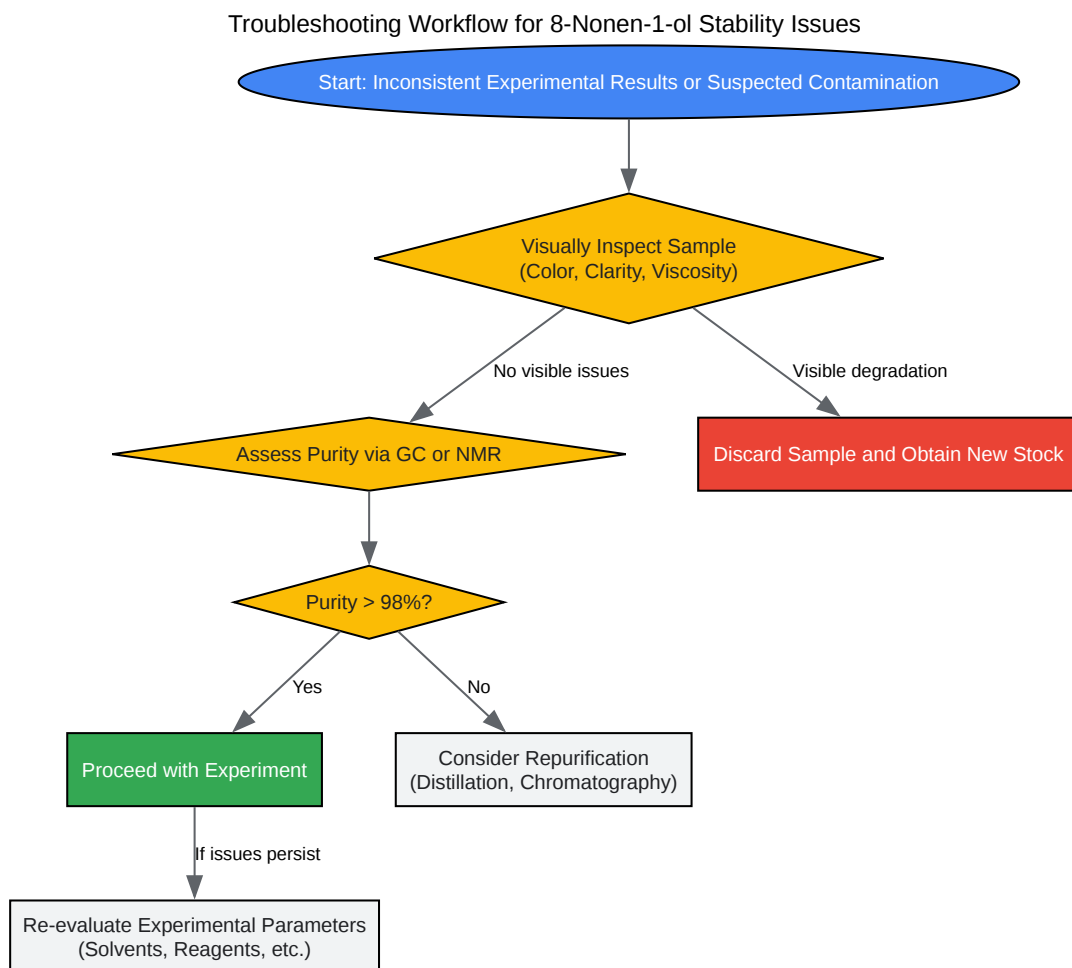 Troubleshooting Workflow for 8-Nonen-1-ol Stability Issues
Start: Inconsistent Experimental Results or Suspected Contamination
Visually Inspect Sample
(Color, Clarity, Viscosity)
No visible issues
Visible degradation
Assess Purity via GC or NMR
Discard Sample and Obtain New Stock
Purity > 98%?
Yes
No
Proceed with Experiment
Consider Repurification
(Distillation, Chromatography)
If issues persist
Re-evaluate Experimental Parameters
(Solvents, Reagents, etc.)